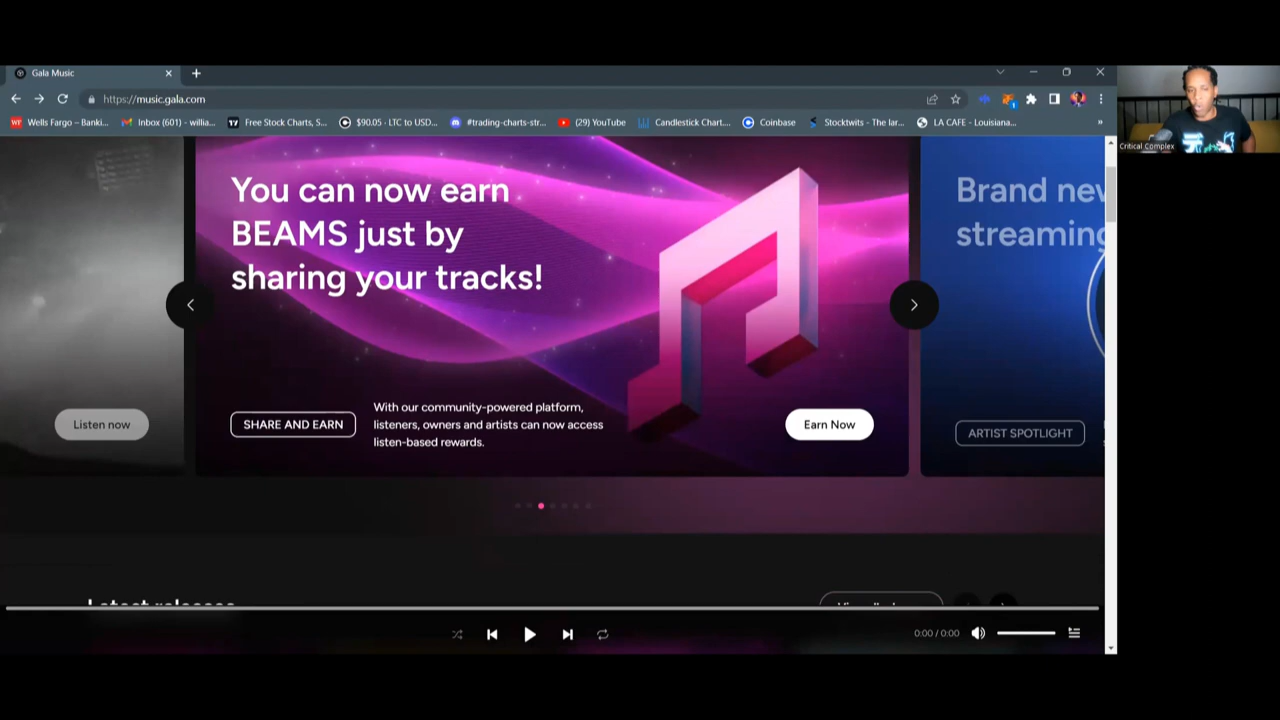 Gala Music
https://music.gala.com
Wells Fargo – Banki...
Inbox (601) - willia...
Free Stock Charts, S...
$90.05 · LTC to USD...
#trading-charts-str...
(29) YouTube
Candlestick Chart....
Coinbase
Stocktwits - The lar...
LA CAFE - Louisiana...
»
Critical Complex
You can now earn
BEAMS just by
sharing your tracks!
SHARE AND EARN
With our community-powered platform,
listeners, owners and artists can now access
listen-based rewards.
Earn Now
Listen now
Brand new
streaming
ARTIST SPOTLIGHT
Latest releases
0:00 / 0:00